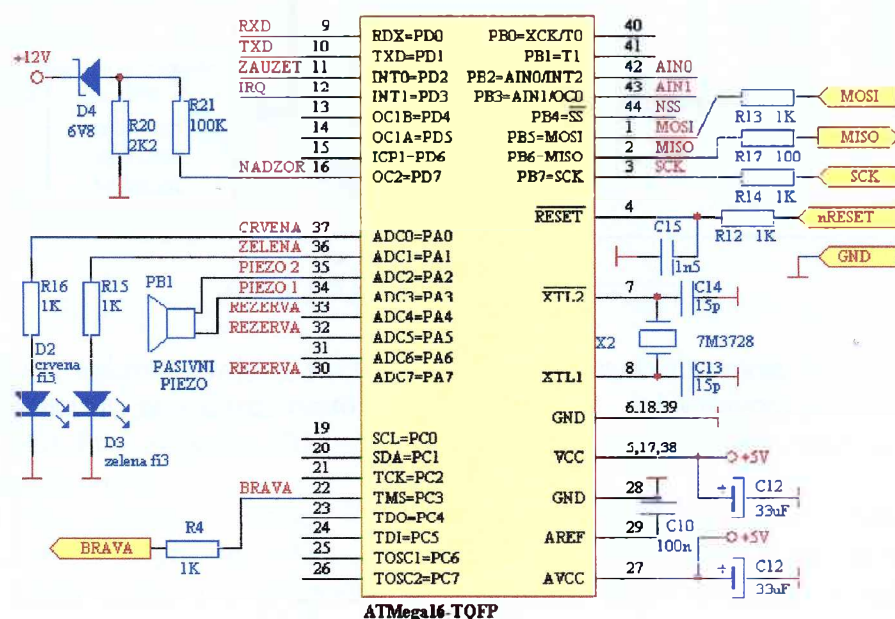 RXD 9 RDX=PD0
TXD 10 TXD=PD1
ZAUZET 11 INT0=PD2
IRQ 12 INT1=PD3
13 OC1B=PD4
14 OC1A=PD5
15 ICP1-PD6
NADZOR 16 OC2=PD7
+12V
D4
6V8
R20
2K2
R21
100K
PB0=XCK/T0 40
PB1=T1 41
PB2=AIN0/INT2 42 AIN0
PB3=AIN1/OC0 43 AIN1
PB4=SS 44 NSS
PB5=MOSI 1 MOSI
PB6-MISO 2 MISO
PB7=SCK 3 SCK
R13 1K MOSI
R17 100 MISO
R14 1K SCK
RESET 4
R12 1K nRESET
C15
1n5
GND
CRVENA 37 ADC0=PA0
ZELENA 36 ADC1=PA1
PIEZO 2 35 ADC2=PA2
PIEZO 1 34 ADC3=PA3
REZERVA 33 ADC4=PA4
REZERVA 32 ADC5=PA5
31 ADC6=PA6
REZERVA 30 ADC7=PA7
R16
1K
R15
1K
PB1
PASIVNI
PIEZO
D2
crvena
fi3
D3
zelena fi3
XTL2 7
C14
15p
X2 7M3728
XTL1 8
C13
15p
GND 6.18.39
VCC 5,17,38
+5V
C12
33uF
GND 28
AREF 29
C10
100n
+5V
AVCC 27
C12
33uF
19 SCL=PC0
20 SDA=PC1
21 TCK=PC2
BRAVA 22 TMS=PC3
23 TDO=PC4
24 TDI=PC5
25 TOSC1=PC6
26 TOSC2=PC7
BRAVA
R4
1K
ATMega16-TQFP